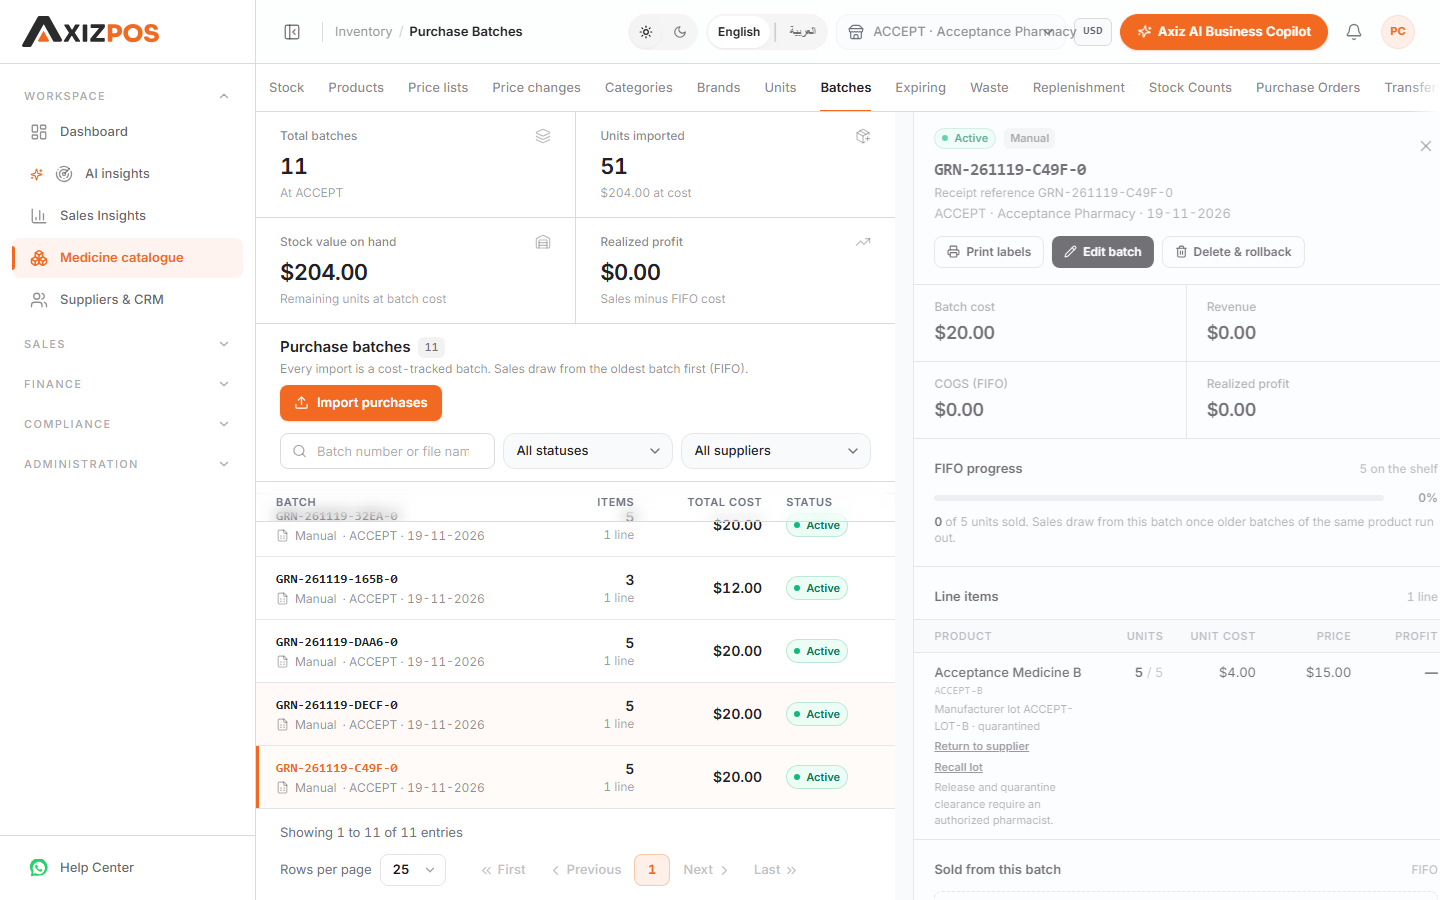 AXIZPOS
Inventory / Purchase Batches
English
العربية
ACCEPT · Acceptance Pharmacy
USD
Axiz AI Business Copilot
PC
WORKSPACE
Dashboard
AI insights
Sales Insights
Medicine catalogue
Suppliers & CRM
SALES
FINANCE
COMPLIANCE
ADMINISTRATION
Help Center
Stock Products Price lists Price changes Categories Brands Units Batches Expiring Waste Replenishment Stock Counts Purchase Orders Transfer
Total batches
11
At ACCEPT
Units imported
51
$204.00 at cost
Stock value on hand
$204.00
Remaining units at batch cost
Realized profit
$0.00
Sales minus FIFO cost
Purchase batches 11
Every import is a cost-tracked batch. Sales draw from the oldest batch first (FIFO).
Import purchases
Batch number or file nam
All statuses
All suppliers
BATCH ITEMS TOTAL COST STATUS
GRN-261119-32EA-0 5 $20.00 Active
Manual · ACCEPT · 19-11-2026 1 line
GRN-261119-165B-0 3 $12.00 Active
Manual · ACCEPT · 19-11-2026 1 line
GRN-261119-DAA6-0 5 $20.00 Active
Manual · ACCEPT · 19-11-2026 1 line
GRN-261119-DECF-0 5 $20.00 Active
Manual · ACCEPT · 19-11-2026 1 line
GRN-261119-C49F-0 5 $20.00 Active
Manual · ACCEPT · 19-11-2026 1 line
Showing 1 to 11 of 11 entries
Rows per page 25 First Previous 1 Next Last
Active Manual
GRN-261119-C49F-0
Receipt reference GRN-261119-C49F-0
ACCEPT · Acceptance Pharmacy · 19-11-2026
Print labels
Edit batch
Delete & rollback
Batch cost
$20.00
Revenue
$0.00
COGS (FIFO)
$0.00
Realized profit
$0.00
FIFO progress 5 on the shelf
0%
0 of 5 units sold. Sales draw from this batch once older batches of the same product run
out.
Line items 1 line
PRODUCT UNITS UNIT COST PRICE PROFIT
Acceptance Medicine B 5 / 5 $4.00 $15.00 —
ACCEPT-B
Manufacturer lot ACCEPT-
LOT-B · quarantined
Return to supplier
Recall lot
Release and quarantine
clearance require an
authorized pharmacist.
Sold from this batch FIFO